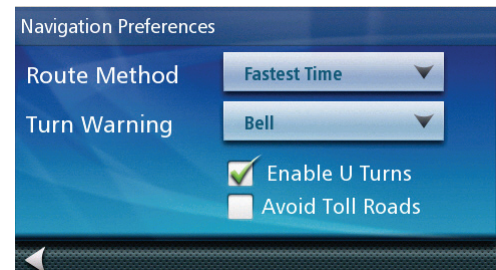 Navigation Preferences
Route Method Fastest Time
Turn Warning Bell
Enable U Turns
Avoid Toll Roads